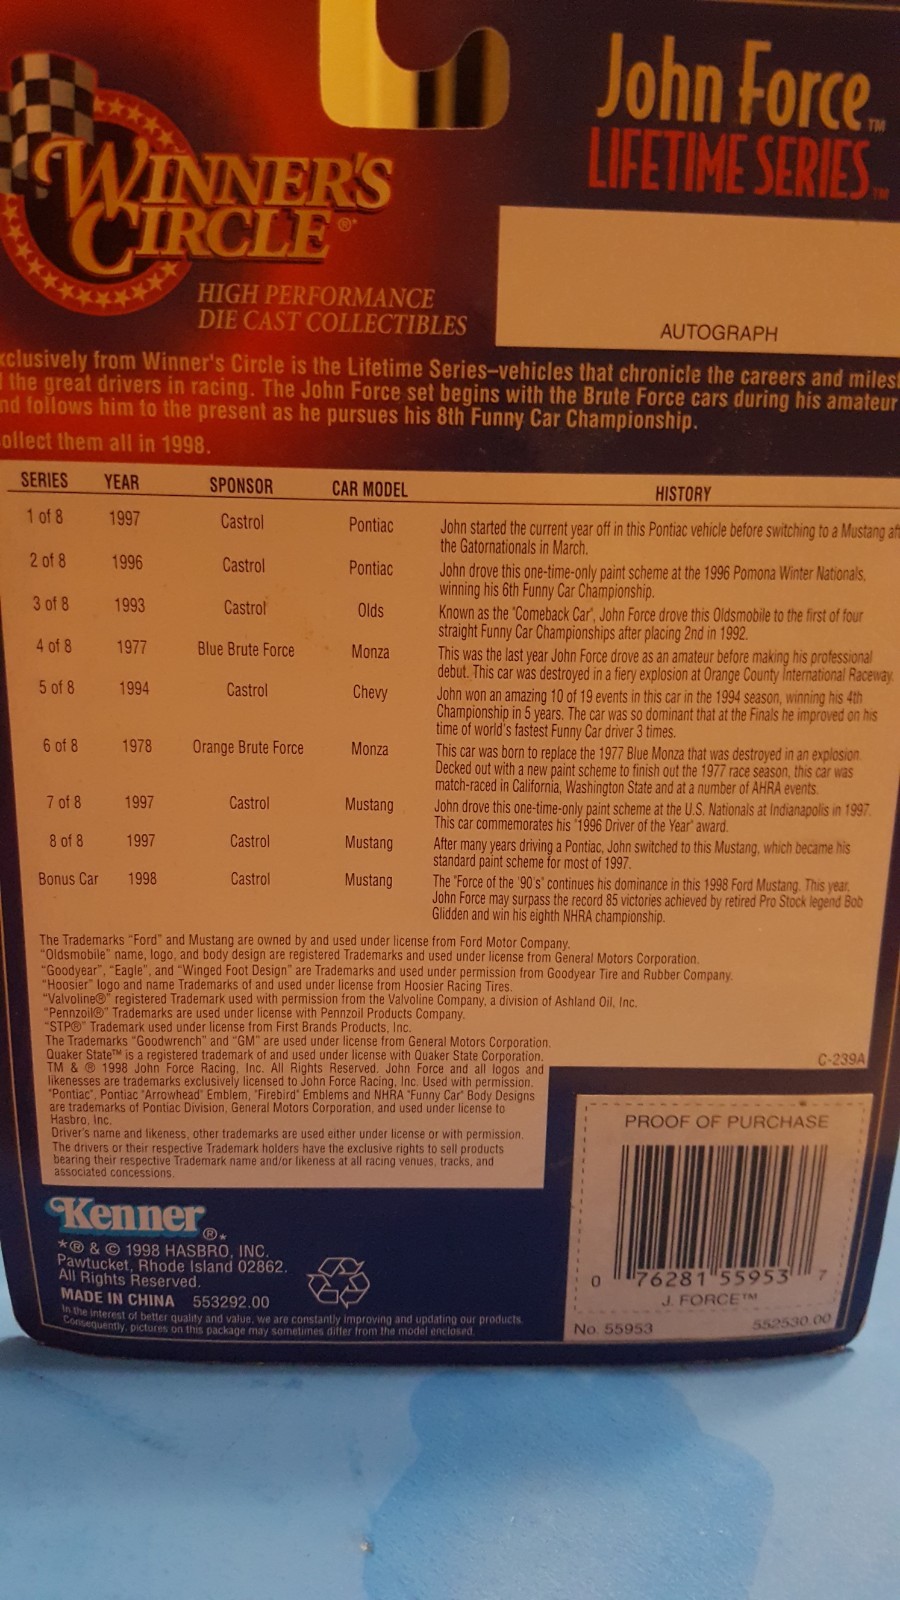 John Force™
LIFETIME SERIES™
WINNER'S
CIRCLE®*
HIGH PERFORMANCE
DIE CAST COLLECTIBLES
AUTOGRAPH
xclusively from Winner's Circle is the Lifetime Series–vehicles that chronicle the careers and miles
the great drivers in racing. The John Force set begins with the Brute Force cars during his amateur
nd follows him to the present as he pursues his 8th Funny Car Championship.
ollect them all in 1998.
SERIES YEAR SPONSOR CAR MODEL HISTORY
1 of 8 1997 Castrol Pontiac John started the current year off in this Pontiac vehicle before switching to a Mustang aft
the Gatornationals in March.
2 of 8 1996 Castrol Pontiac John drove this one-time-only paint scheme at the 1996 Pomona Winter Nationals,
winning his 6th Funny Car Championship.
3 of 8 1993 Castrol Olds Known as the "Comeback Car", John Force drove this Oldsmobile to the first of four
straight Funny Car Championships after placing 2nd in 1992.
4 of 8 1977 Blue Brute Force Monza This was the last year John Force drove as an amateur before making his professional
debut. This car was destroyed in a fiery explosion at Orange County International Raceway.
5 of 8 1994 Castrol Chevy John won an amazing 10 of 19 events in this car in the 1994 season, winning his 4th
Championship in 5 years. The car was so dominant that at the Finals he improved on his
time of world's fastest Funny Car driver 3 times.
6 of 8 1978 Orange Brute Force Monza This car was born to replace the 1977 Blue Monza that was destroyed in an explosion.
Decked out with a new paint scheme to finish out the 1977 race season, this car was
match-raced in California, Washington State and at a number of AHRA events.
7 of 8 1997 Castrol Mustang John drove this one-time-only paint scheme at the U.S. Nationals at Indianapolis in 1997.
This car commemorates his "1996 Driver of the Year" award.
8 of 8 1997 Castrol Mustang After many years driving a Pontiac, John switched to this Mustang, which became his
standard paint scheme for most of 1997.
Bonus Car 1998 Castrol Mustang The "Force of the '90's" continues his dominance in this 1998 Ford Mustang. This year,
John Force may surpass the record 85 victories achieved by retired Pro Stock legend Bob
Glidden and win his eighth NHRA championship.
The Trademarks "Ford" and Mustang are owned by and used under license from Ford Motor Company.
"Oldsmobile" name, logo, and body design are registered Trademarks and used under license from General Motors Corporation.
"Goodyear", "Eagle", and "Winged Foot Design" are Trademarks and used under permission from Goodyear Tire and Rubber Company.
"Hoosier" logo and name Trademarks of and used under license from Hoosier Racing Tires.
"Valvoline®" registered Trademark used with permission from the Valvoline Company, a division of Ashland Oil, Inc.
"Pennzoil®" Trademarks are used under license with Pennzoil Products Company.
"STP®" Trademark used under license from First Brands Products, Inc.
The Trademarks "Goodwrench" and "GM" are used under license from General Motors Corporation.
Quaker State™ is a registered trademark of and used under license with Quaker State Corporation.
TM & ® 1998 John Force Racing, Inc. All Rights Reserved. John Force and all logos and
likenesses are trademarks exclusively licensed to John Force Racing, Inc. Used with permission.
"Pontiac", Pontiac "Arrowhead" Emblem, "Firebird" Emblems and NHRA "Funny Car" Body Designs
are trademarks of Pontiac Division, General Motors Corporation, and used under license to
Hasbro, Inc.
Driver's name and likeness, other trademarks are used either under license or with permission.
The drivers or their respective Trademark holders have the exclusive rights to sell products
bearing their respective Trademark name and/or likeness at all racing venues, tracks, and
associated concessions.
C-239A
PROOF OF PURCHASE
0 76281 55953 7
J. FORCE™
No. 55953 552530.00
Kenner®*
*® & © 1998 HASBRO, INC.
Pawtucket, Rhode Island 02862.
All Rights Reserved.
MADE IN CHINA 553292.00
In the interest of better quality and value, we are constantly improving and updating our products.
Consequently, pictures on this package may sometimes differ from the model enclosed.